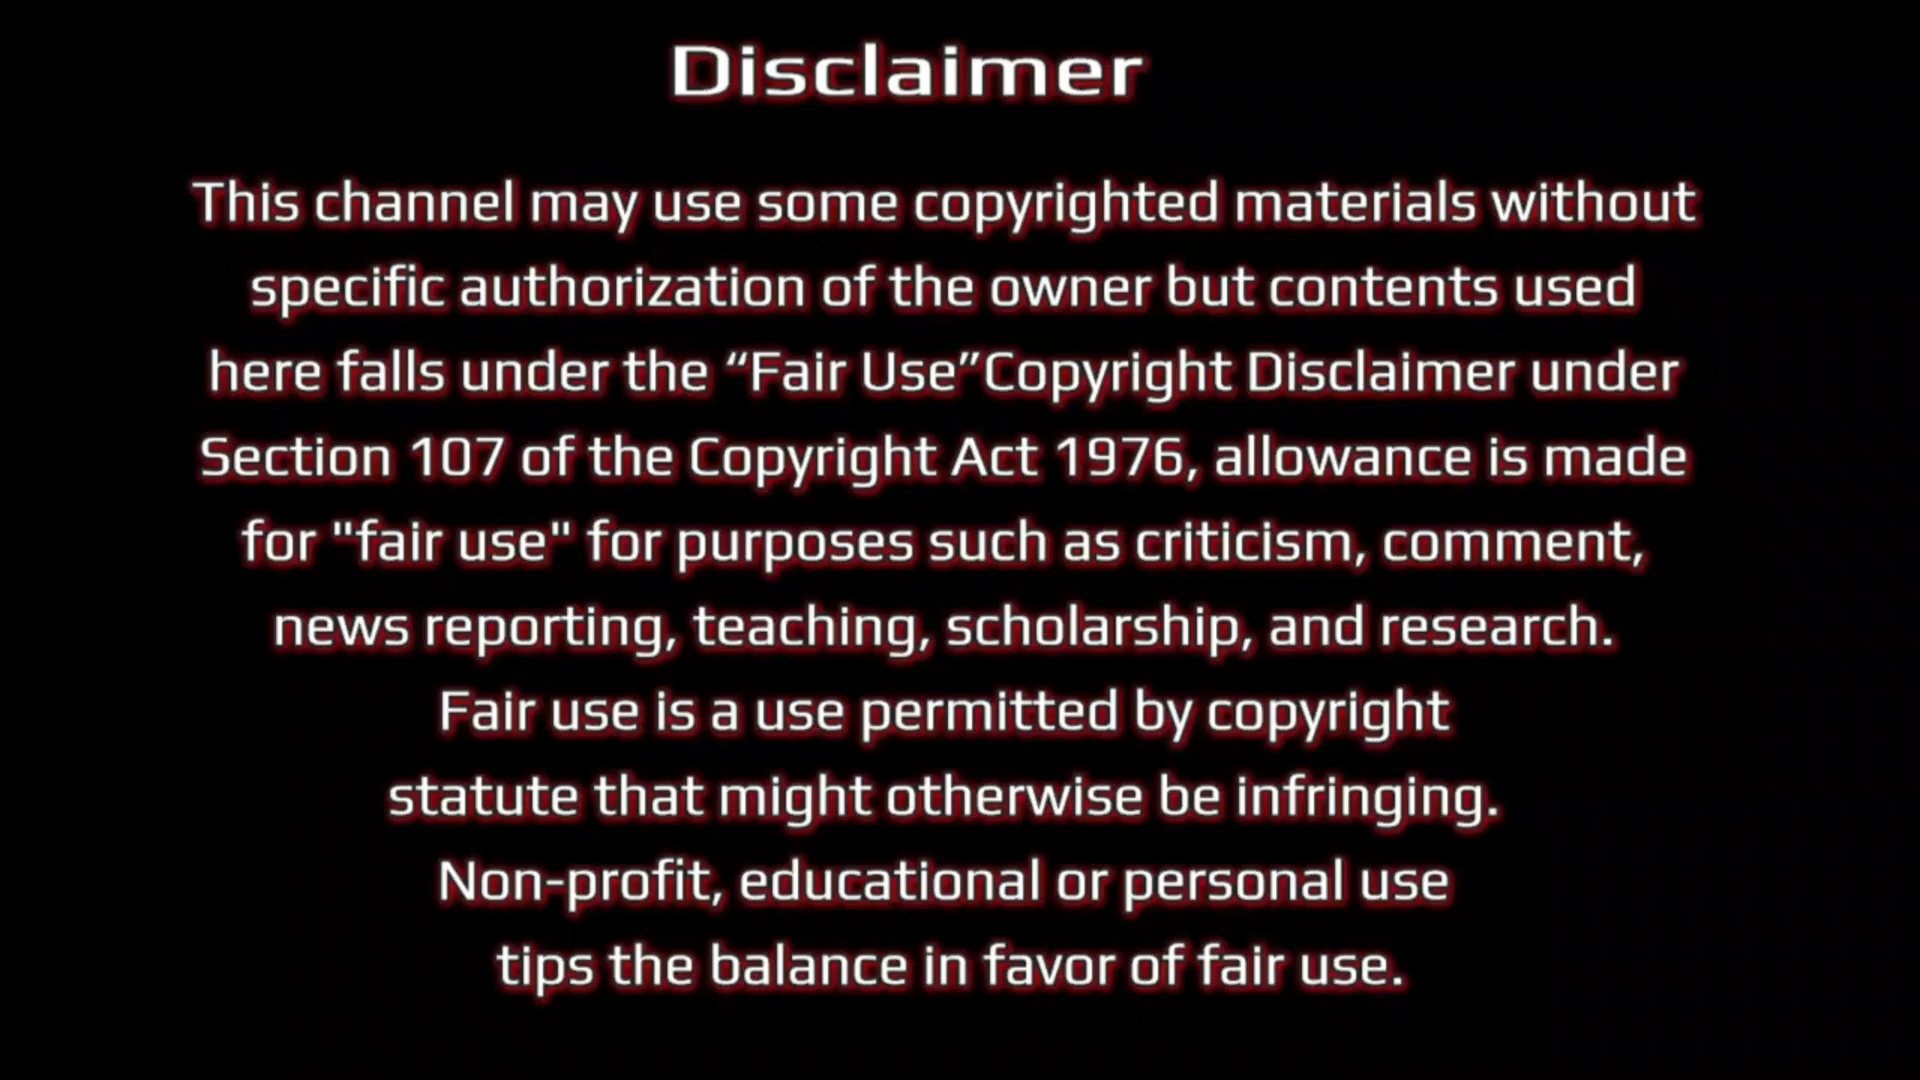 Disclaimer
This channel may use some copyrighted materials without
specific authorization of the owner but contents used
here falls under the “Fair Use”Copyright Disclaimer under
Section 107 of the Copyright Act 1976, allowance is made
for "fair use" for purposes such as criticism, comment,
news reporting, teaching, scholarship, and research.
Fair use is a use permitted by copyright
statute that might otherwise be infringing.
Non-profit, educational or personal use
tips the balance in favor of fair use.